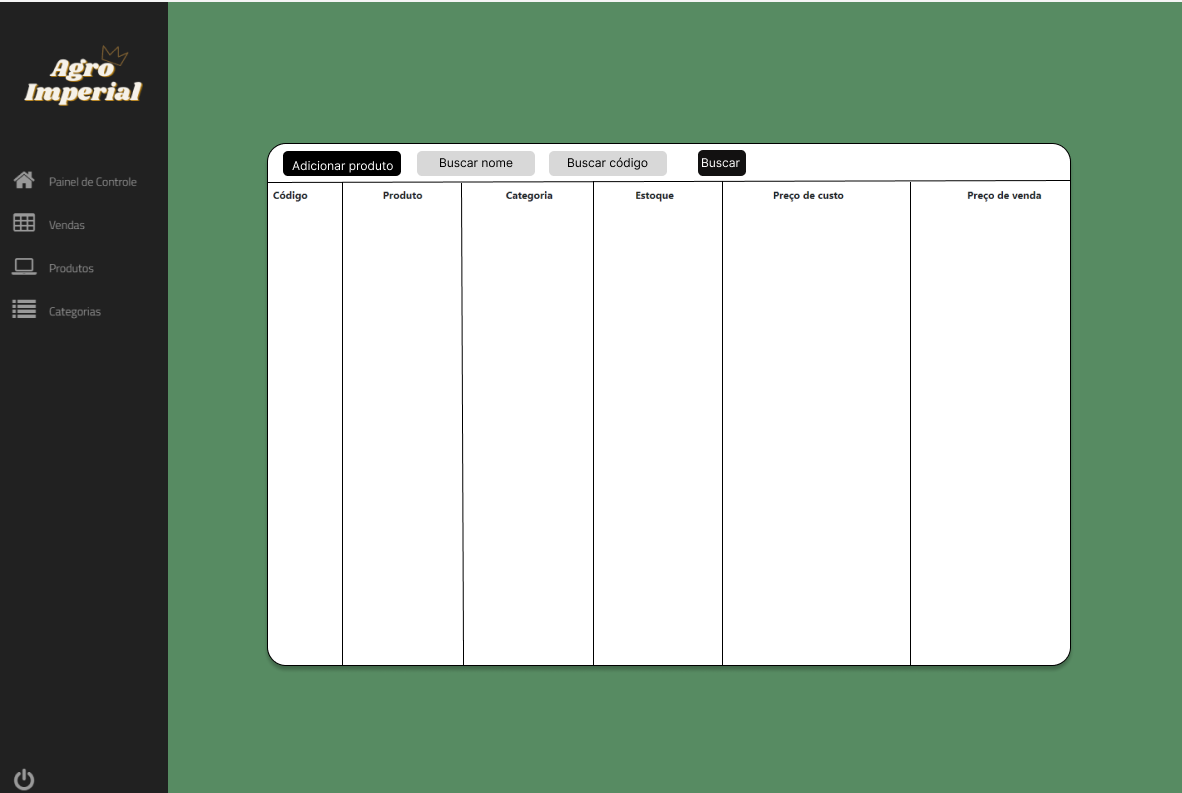 Agro
Imperial
Painel de Controle
Vendas
Produtos
Categorias
Adicionar produto
Buscar nome
Buscar código
Buscar
Código
Produto
Categoria
Estoque
Preço de custo
Preço de venda